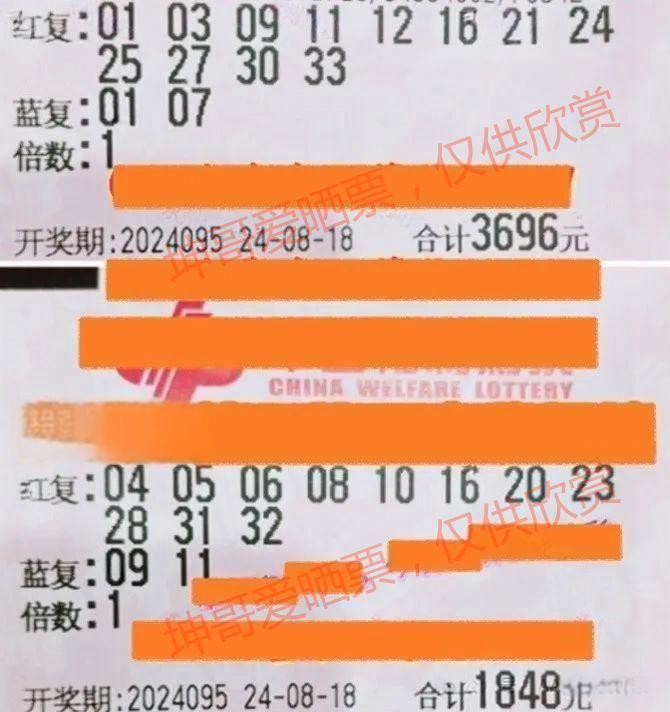 红复:01 03 09 11 12 16 21 24
25 27 30 33
蓝复:01 07
倍数:1
坤哥爱晒票，仅供欣赏
开奖期:2024095 24-08-18 合计3696元
CHINA WELFARE LOTTERY
红复:04 05 06 08 10 16 20 23
28 31 32
蓝复:09 11
倍数:1
坤哥爱晒票，仅供欣赏
开奖期:2024095 24-08-18 合计1848元